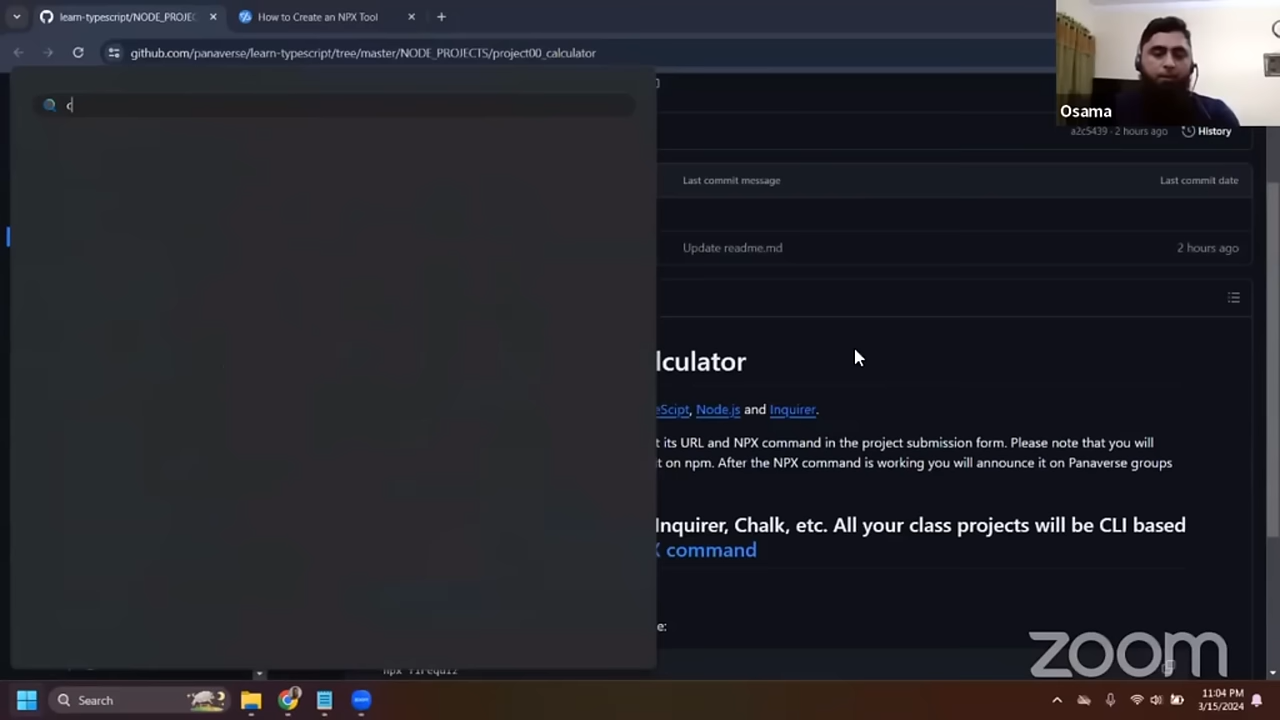 learn-typescript/NODE_PROJEC
How to Create an NPX Tool
github.com/panaverse/learn-typescript/tree/master/NODE_PROJECTS/project00_calculator
c
Osama
a2c5439 · 2 hours ago
History
Last commit message
Last commit date
Update readme.md
2 hours ago
lculator
eScipt, Node.js and Inquirer.
t its URL and NPX command in the project submission form. Please note that you will
t on npm. After the NPX command is working you will announce it on Panaverse groups
Inquirer, Chalk, etc. All your class projects will be CLI based
X command
e:
npx firequiz
zoom
Search
11:04 PM
3/15/2024